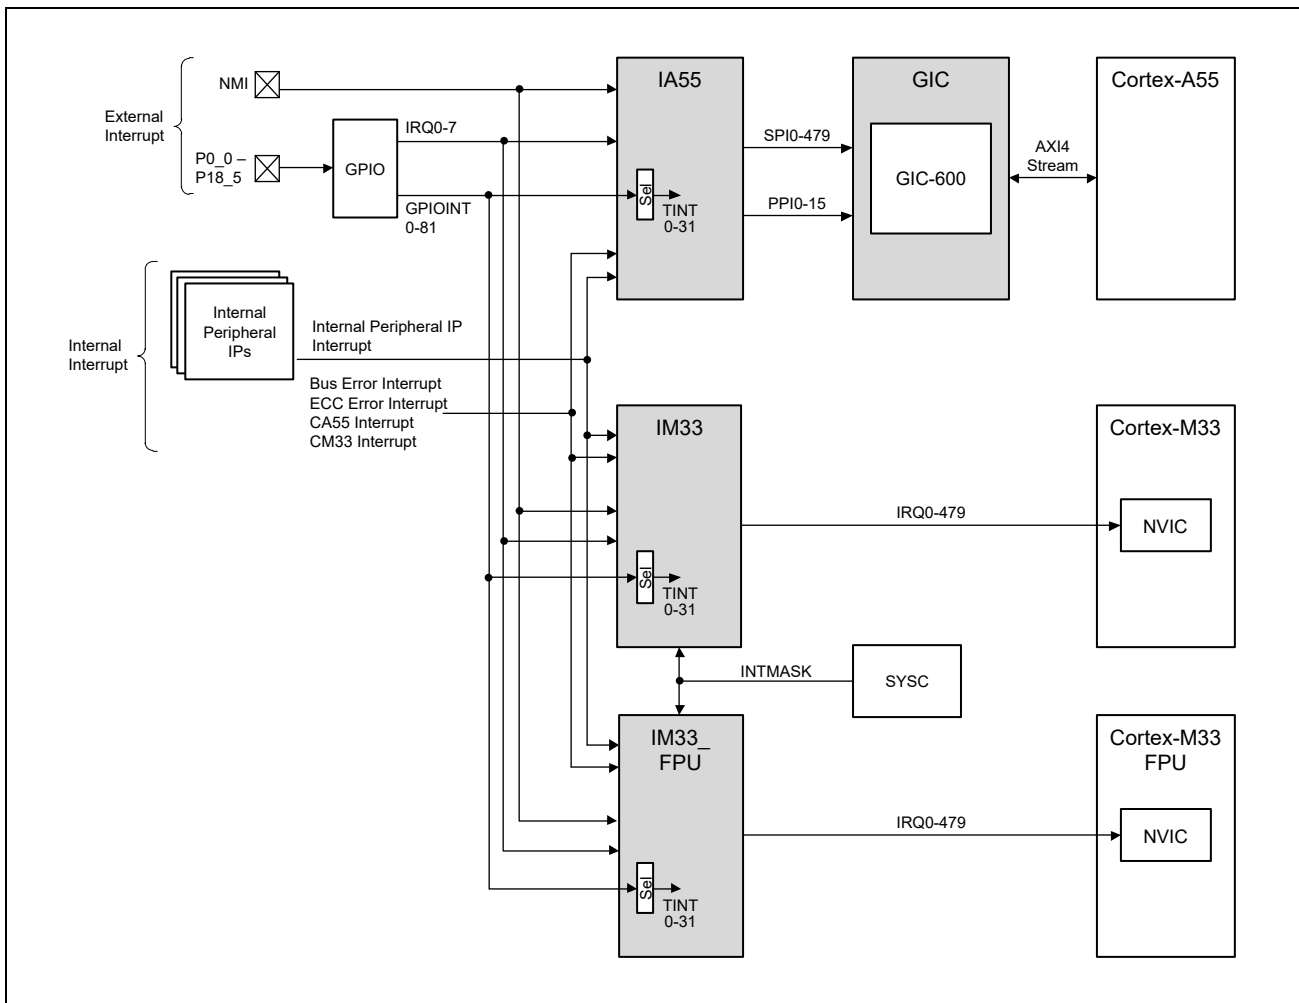 NMI
External
Interrupt
P0_0 –
P18_5
GPIO
IRQ0-7
GPIOINT
0-81
IA55
Sel
TINT
0-31
SPI0-479
PPI0-15
GIC
GIC-600
AXI4
Stream
Cortex-A55
Internal
Interrupt
Internal
Peripheral
IPs
Internal Peripheral IP
Interrupt
Bus Error Interrupt
ECC Error Interrupt
CA55 Interrupt
CM33 Interrupt
IM33
Sel
TINT
0-31
IRQ0-479
Cortex-M33
NVIC
INTMASK
SYSC
IM33_
FPU
Sel
TINT
0-31
IRQ0-479
Cortex-M33
FPU
NVIC